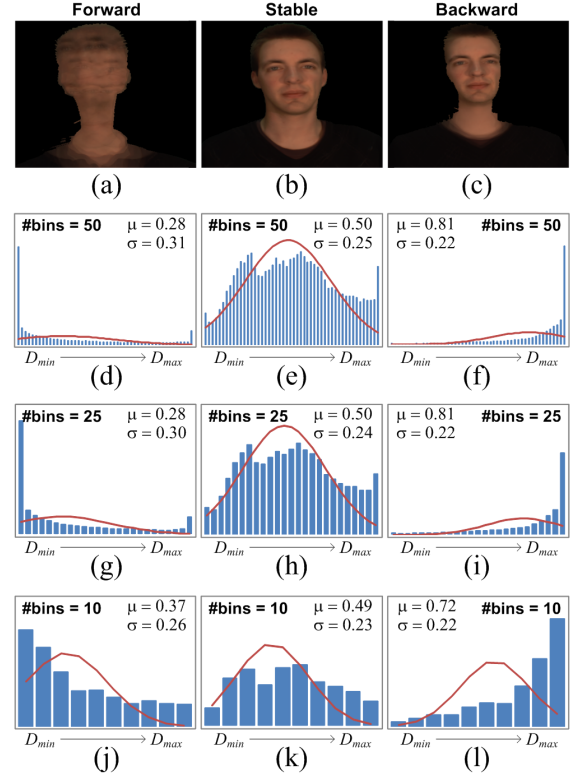 Forward Stable Backward
(a) (b) (c)
#bins = 50 μ = 0.28 #bins = 50 μ = 0.50 μ = 0.81 #bins = 50
σ = 0.31 σ = 0.25 σ = 0.22
Dmin Dmax Dmin Dmax Dmin Dmax
(d) (e) (f)
#bins = 25 μ = 0.28 #bins = 25 μ = 0.50 μ = 0.81 #bins = 25
σ = 0.30 σ = 0.24 σ = 0.22
Dmin Dmax Dmin Dmax Dmin Dmax
(g) (h) (i)
#bins = 10 μ = 0.37 #bins = 10 μ = 0.49 μ = 0.72 #bins = 10
σ = 0.26 σ = 0.23 σ = 0.22
Dmin Dmax Dmin Dmax Dmin Dmax
(j) (k) (l)